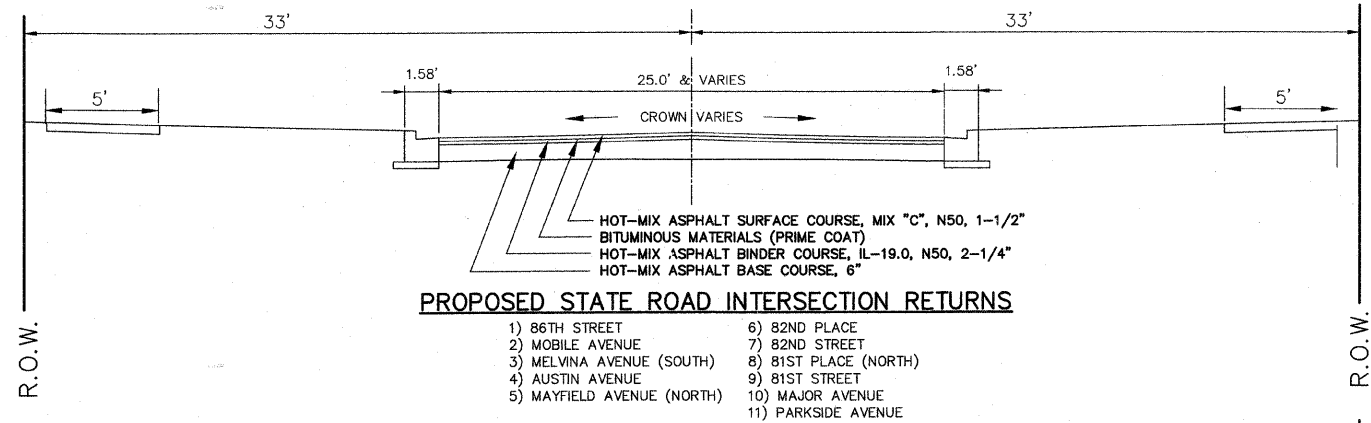 33' 33'
1.58' 25.0' & VARIES 1.58'
5' CROWN VARIES 5'
HOT-MIX ASPHALT SURFACE COURSE, MIX "C", N50, 1-1/2"
BITUMINOUS MATERIALS (PRIME COAT)
HOT-MIX ASPHALT BINDER COURSE, IL-19.0, N50, 2-1/4"
HOT-MIX ASPHALT BASE COURSE, 6"
PROPOSED STATE ROAD INTERSECTION RETURNS
1) 86TH STREET
2) MOBILE AVENUE
3) MELVINA AVENUE (SOUTH)
4) AUSTIN AVENUE
5) MAYFIELD AVENUE (NORTH)
6) 82ND PLACE
7) 82ND STREET
8) 81ST PLACE (NORTH)
9) 81ST STREET
10) MAJOR AVENUE
11) PARKSIDE AVENUE
R.O.W.
R.O.W.